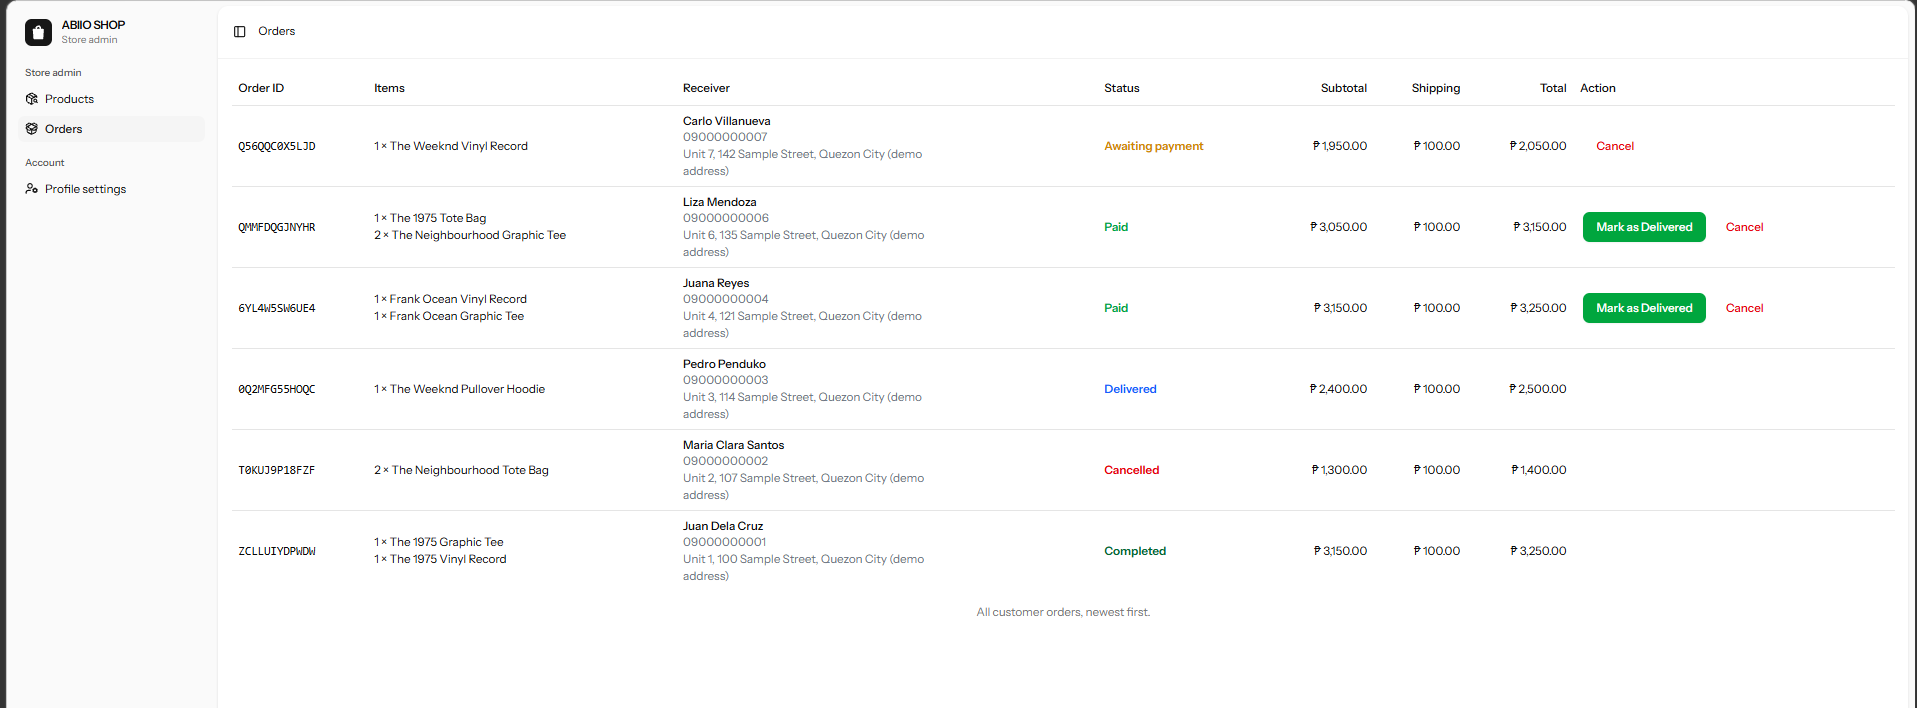 ABIIO SHOP
Store admin
Store admin
Products
Orders
Account
Profile settings
Orders
Order ID Items Receiver Status Subtotal Shipping Total Action
Carlo Villanueva
09000000007
Q56QQC0X5LJD 1 × The Weeknd Vinyl Record Awaiting payment ₱ 1,950.00 ₱ 100.00 ₱ 2,050.00 Cancel
Unit 7, 142 Sample Street, Quezon City (demo
address)
Liza Mendoza
1 × The 1975 Tote Bag 09000000006
QMMFDQGJNYHR Paid ₱ 3,050.00 ₱ 100.00 ₱ 3,150.00 Mark as Delivered Cancel
2 × The Neighbourhood Graphic Tee Unit 6, 135 Sample Street, Quezon City (demo
address)
Juana Reyes
1 × Frank Ocean Vinyl Record 09000000004
6YL4W5SW6UE4 Paid ₱ 3,150.00 ₱ 100.00 ₱ 3,250.00 Mark as Delivered Cancel
1 × Frank Ocean Graphic Tee Unit 4, 121 Sample Street, Quezon City (demo
address)
Pedro Penduko
09000000003
0Q2MFG55HOQC 1 × The Weeknd Pullover Hoodie Delivered ₱ 2,400.00 ₱ 100.00 ₱ 2,500.00
Unit 3, 114 Sample Street, Quezon City (demo
address)
Maria Clara Santos
09000000002
T0KUJ9P18FZF 2 × The Neighbourhood Tote Bag Cancelled ₱ 1,300.00 ₱ 100.00 ₱ 1,400.00
Unit 2, 107 Sample Street, Quezon City (demo
address)
Juan Dela Cruz
1 × The 1975 Graphic Tee 09000000001
ZCLLUIYDPWDW Completed ₱ 3,150.00 ₱ 100.00 ₱ 3,250.00
1 × The 1975 Vinyl Record Unit 1, 100 Sample Street, Quezon City (demo
address)
All customer orders, newest first.